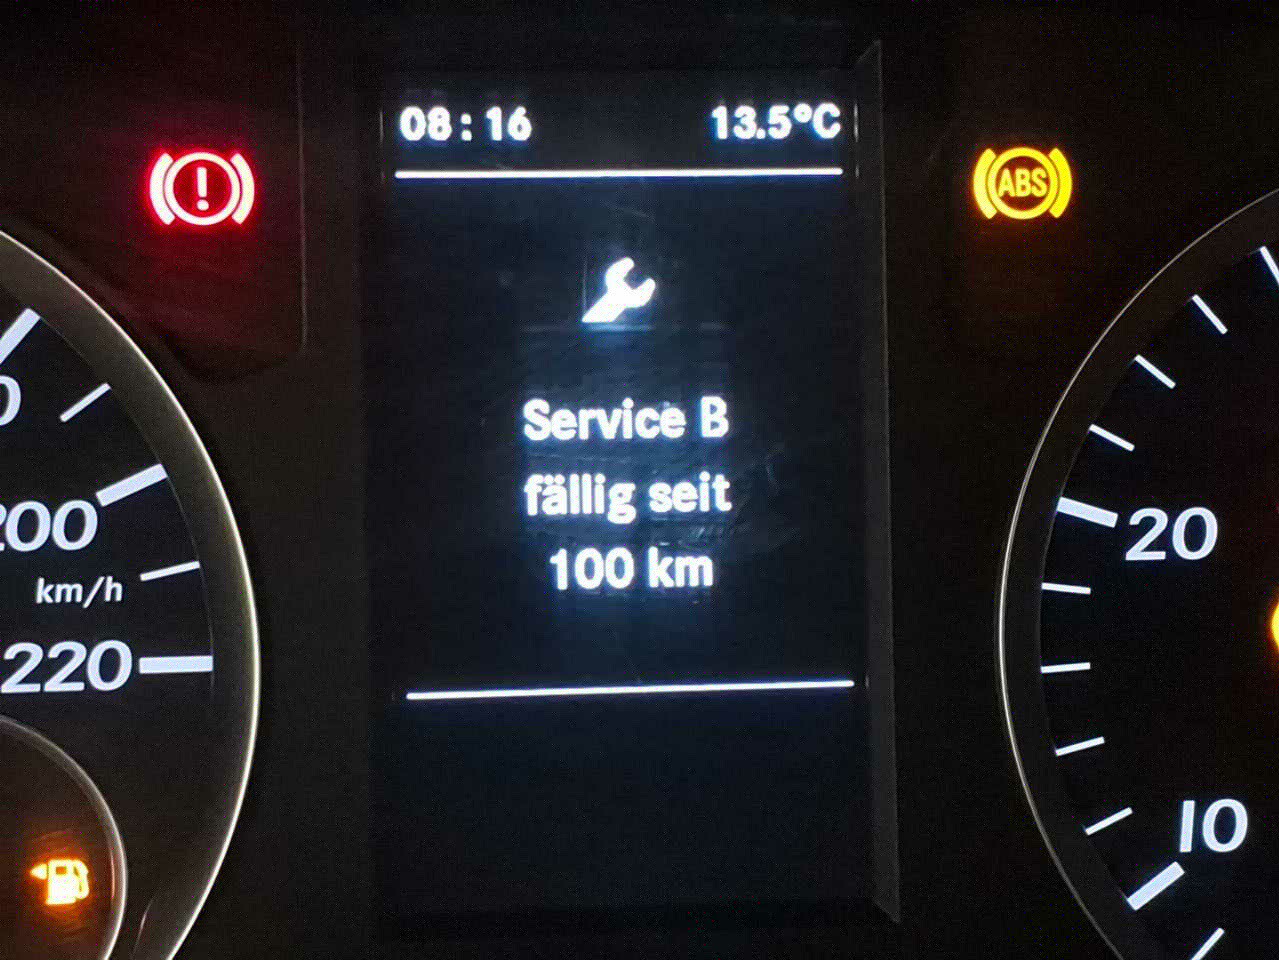 08:16 13.5°C
!
ABS
Service B
fällig seit
100 km
200
km/h
220
20
10